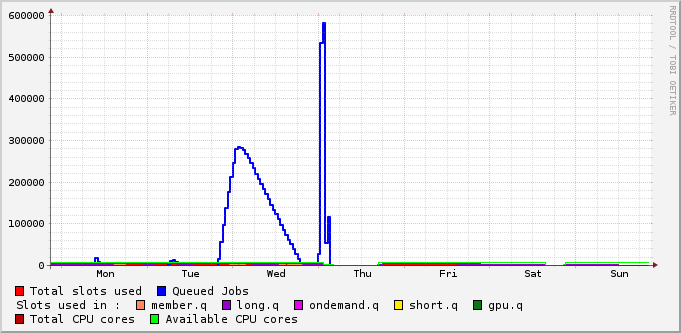 600000
500000
400000
300000
200000
100000
0
Mon Tue Wed Thu Fri Sat Sun
RRDTOOL / TOBI OETIKER
Total slots used Queued Jobs
Slots used in : member.q long.q ondemand.q short.q gpu.q
Total CPU cores Available CPU cores